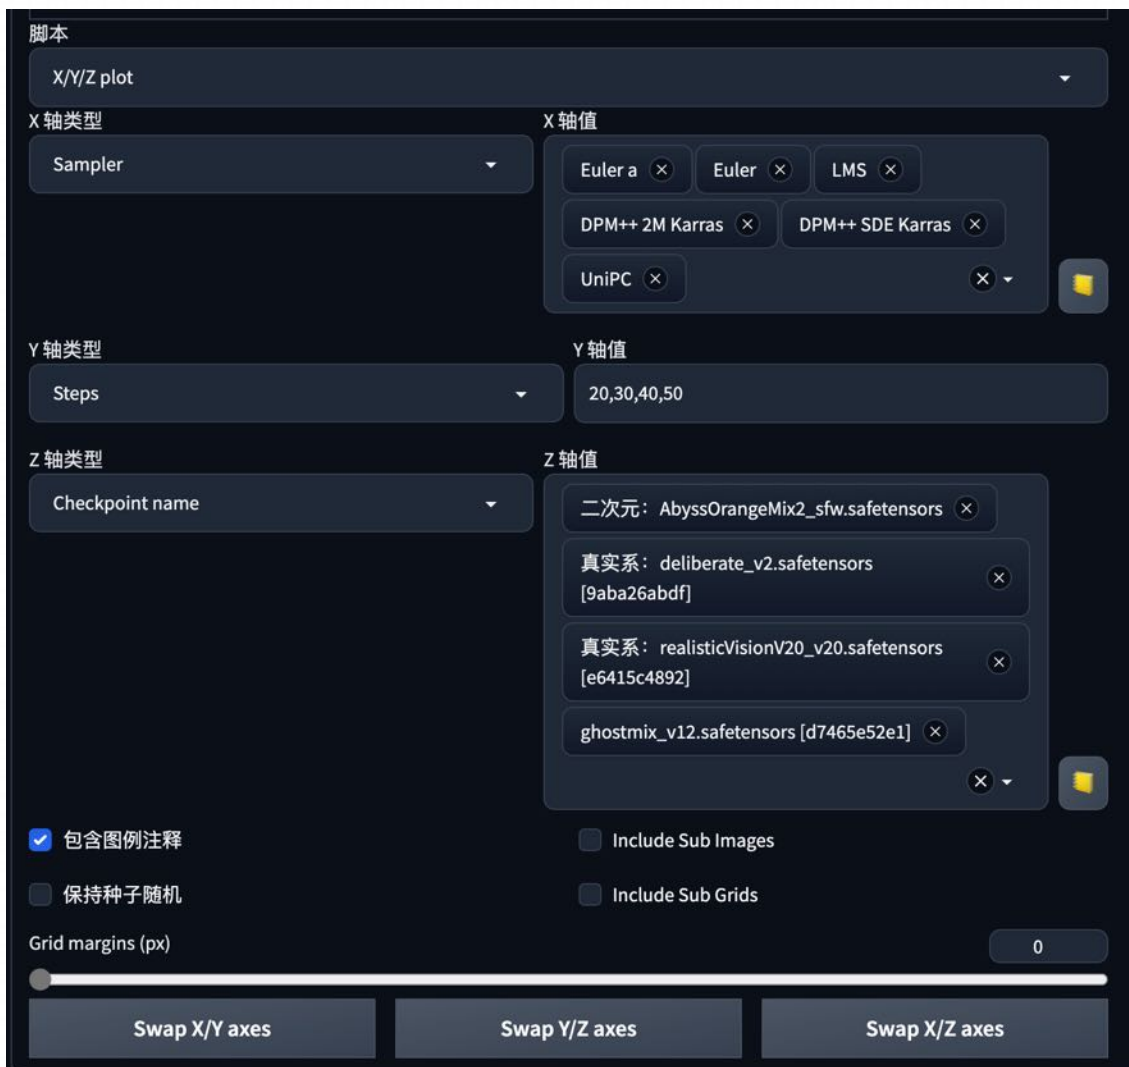 脚本
X/Y/Z plot
X 轴类型
X 轴值
Sampler
Euler a
Euler
LMS
DPM++ 2M Karras
DPM++ SDE Karras
UniPC
Y 轴类型
Y 轴值
Steps
20,30,40,50
Z 轴类型
Z 轴值
Checkpoint name
二次元：AbyssOrangeMix2_sfw.safetensors
真实系：deliberate_v2.safetensors
[9aba26abdf]
真实系：realisticVisionV20_v20.safetensors
[e6415c4892]
ghostmix_v12.safetensors [d7465e52e1]
包含图例注释
Include Sub Images
保持种子随机
Include Sub Grids
Grid margins (px)
0
Swap X/Y axes
Swap Y/Z axes
Swap X/Z axes